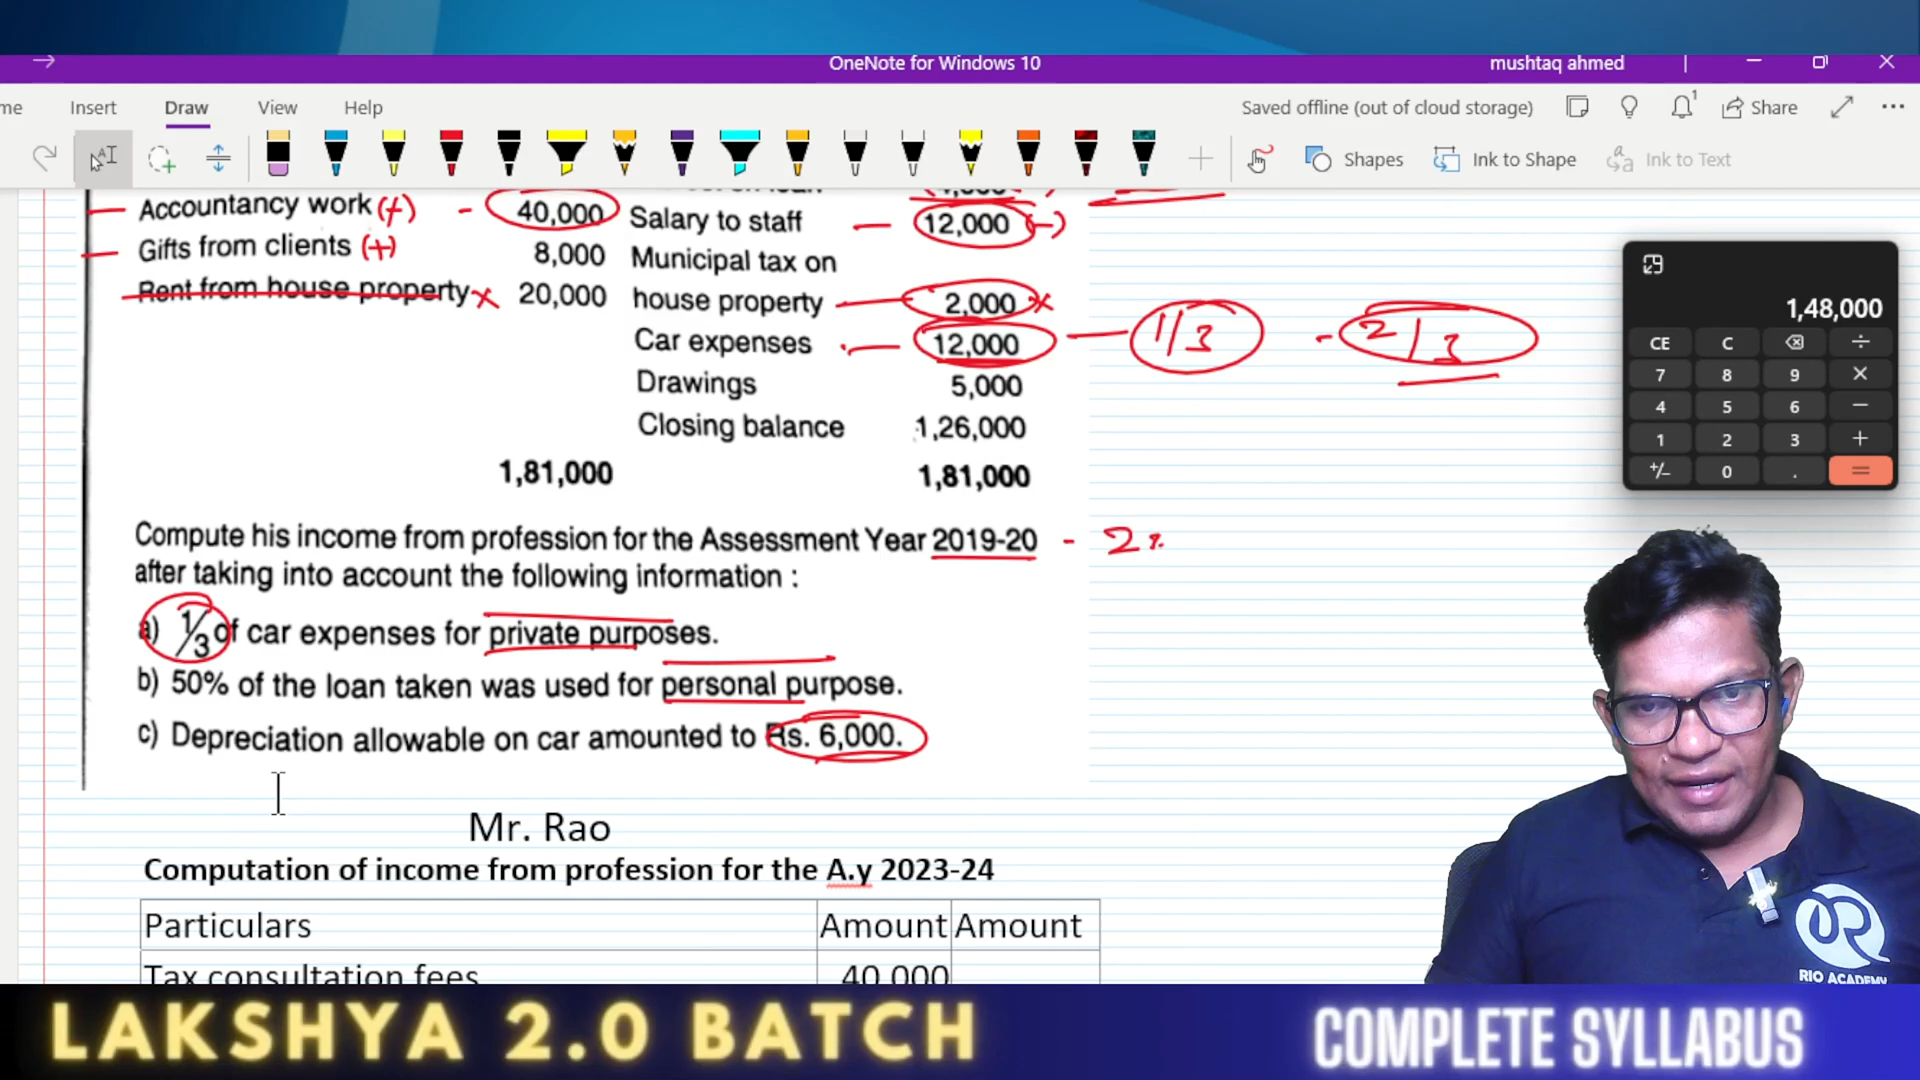 OneNote for Windows 10
mushtaq ahmed
me Insert Draw View Help
Saved offline (out of cloud storage)
1
Share
Shapes
Ink to Shape
Ink to Text
Accountancy work (+) - 40,000
Salary to staff 12,000 (-)
Gifts from clients (+) 8,000
Municipal tax on
Rent from house property x 20,000
house property 2,000 x
Car expenses 12,000 1/3 - 2/3
Drawings 5,000
Closing balance 1,26,000
1,81,000 1,81,000
Compute his income from profession for the Assessment Year 2019-20 - 2
after taking into account the following information :
a) 1/3 of car expenses for private purposes.
b) 50% of the loan taken was used for personal purpose.
c) Depreciation allowable on car amounted to Rs. 6,000.
Mr. Rao
Computation of income from profession for the A.y 2023-24
Particulars Amount Amount
Tax consultation fees 40,000
1,48,000
CE C ÷
7 8 9 ×
4 5 6 −
1 2 3 +
+/− 0 . =
RIO ACADEMY
LAKSHYA 2.0 BATCH
COMPLETE SYLLABUS